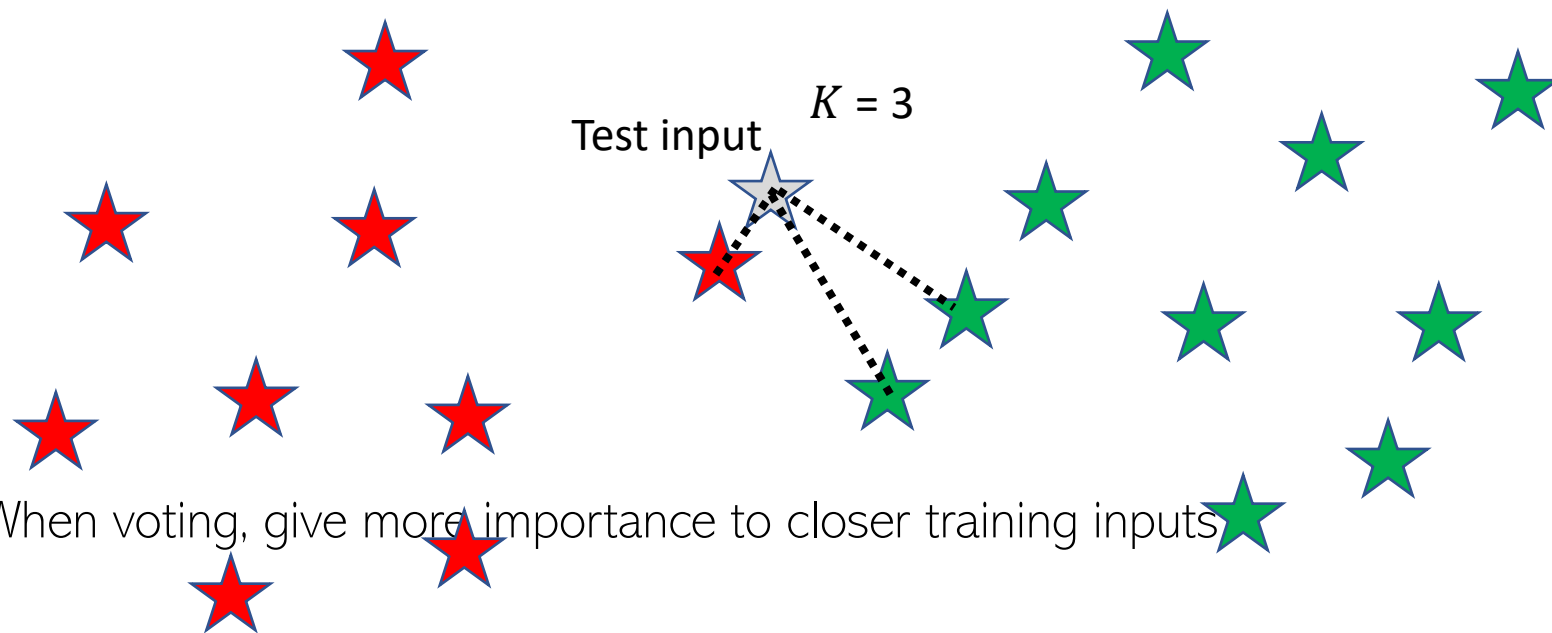 K = 3
Test input
When voting, give more importance to closer training inputs